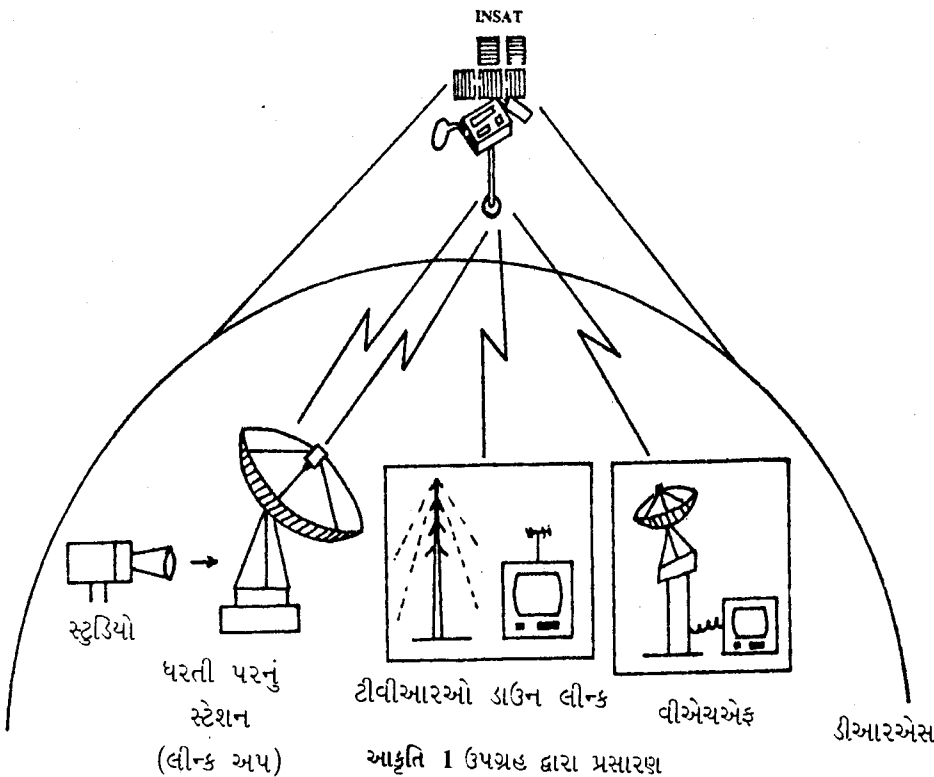 INSAT
સ્ટુડિયો
ધરતી પરનું
સ્ટેશન
(લીન્ક અપ)
ટીવીઆરઓ ડાઉન લીન્ક
વીએચએફ
ડીઆરએસ
આકૃતિ 1 ઉપગ્રહ દ્વારા પ્રસારણ